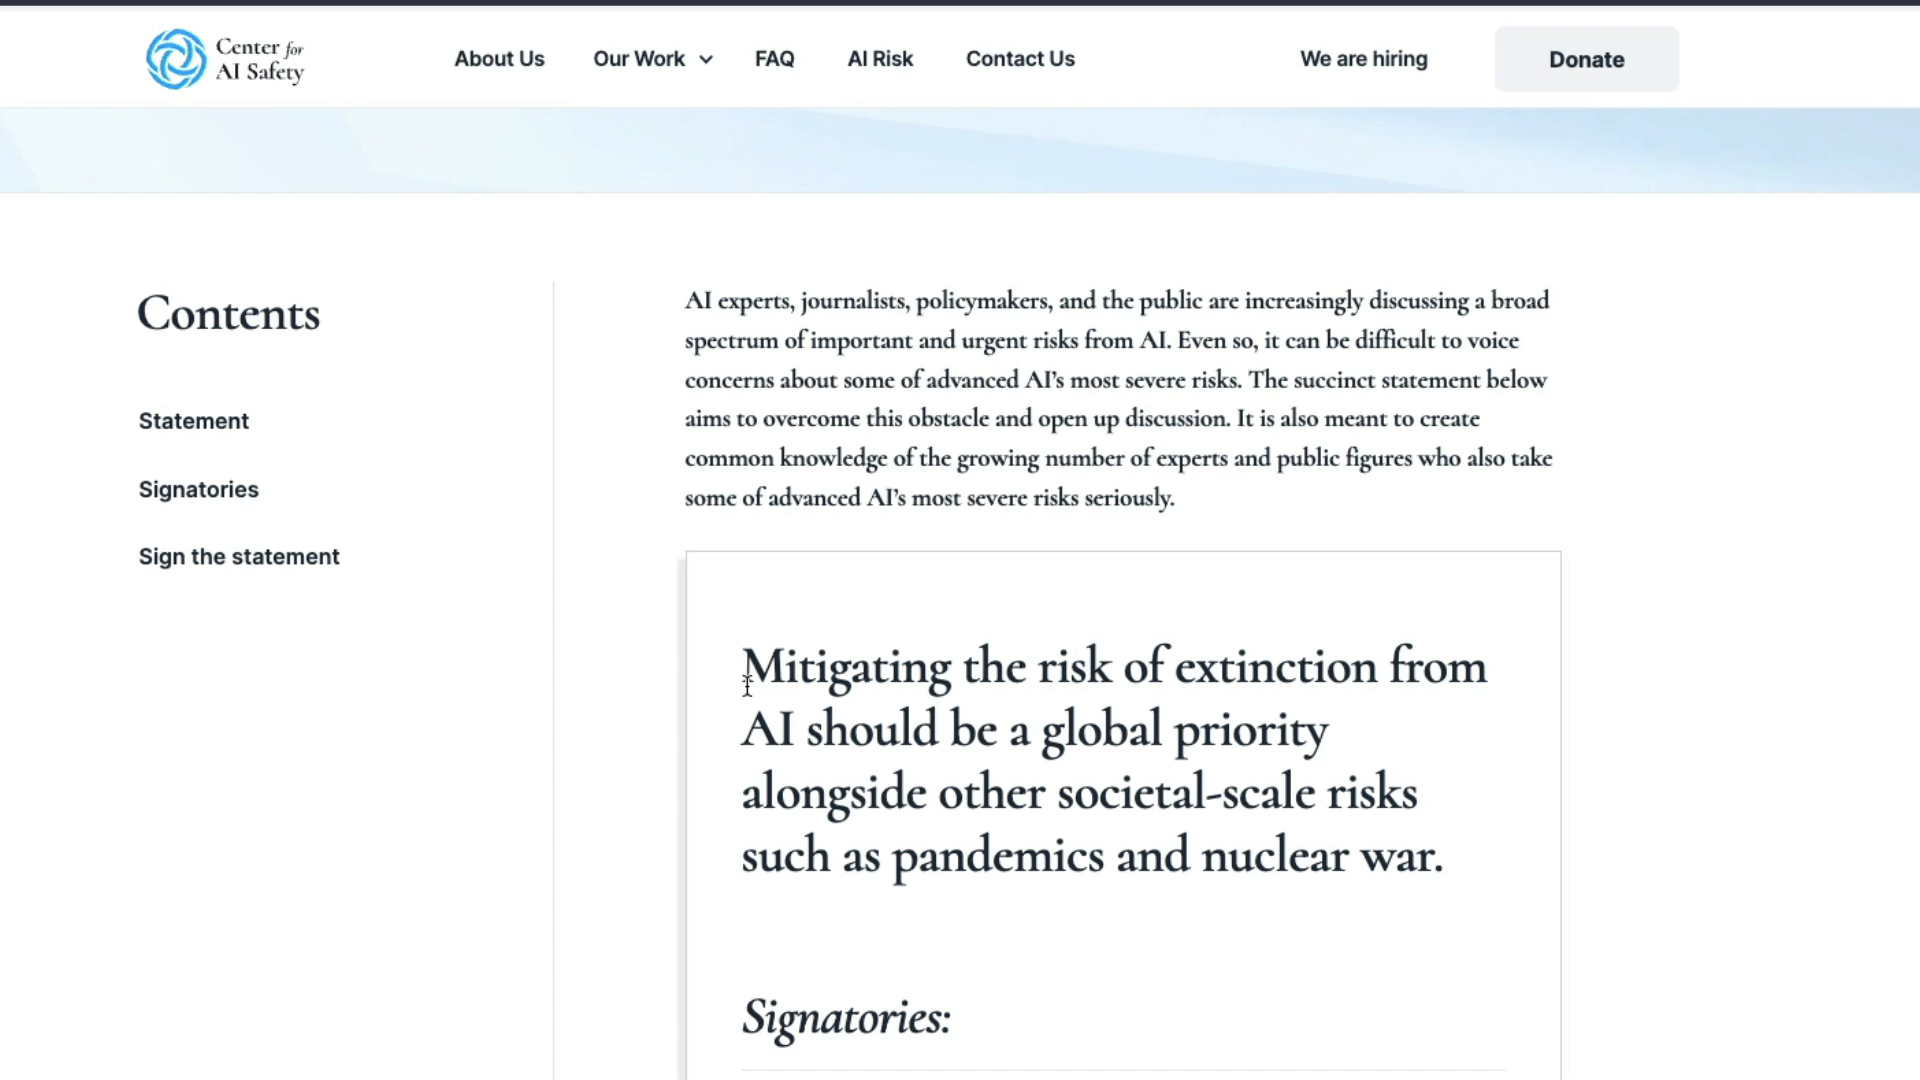 Center for
AI Safety
About Us
Our Work
FAQ
AI Risk
Contact Us
We are hiring
Donate
Contents
Statement
Signatories
Sign the statement
AI experts, journalists, policymakers, and the public are increasingly discussing a broad
spectrum of important and urgent risks from AI. Even so, it can be difficult to voice
concerns about some of advanced AI’s most severe risks. The succinct statement below
aims to overcome this obstacle and open up discussion. It is also meant to create
common knowledge of the growing number of experts and public figures who also take
some of advanced AI’s most severe risks seriously.
Mitigating the risk of extinction from
AI should be a global priority
alongside other societal-scale risks
such as pandemics and nuclear war.
Signatories: